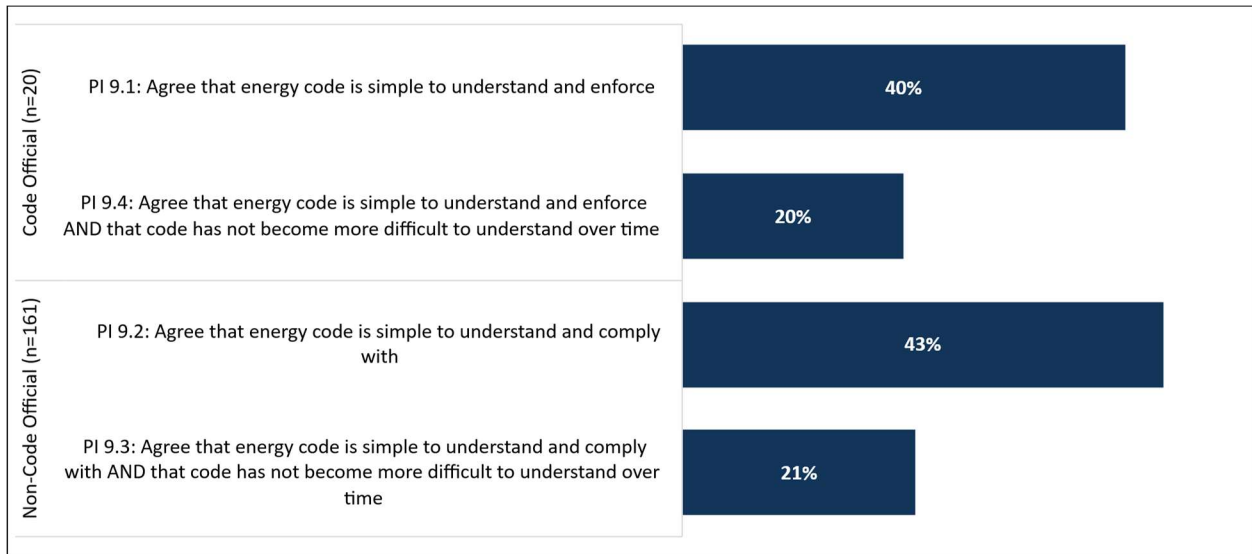 Code Official (n=20)
PI 9.1: Agree that energy code is simple to understand and enforce
40%
PI 9.4: Agree that energy code is simple to understand and enforce
AND that code has not become more difficult to understand over time
20%
Non-Code Official (n=161)
PI 9.2: Agree that energy code is simple to understand and comply
with
43%
PI 9.3: Agree that energy code is simple to understand and comply
with AND that code has not become more difficult to understand over
time
21%